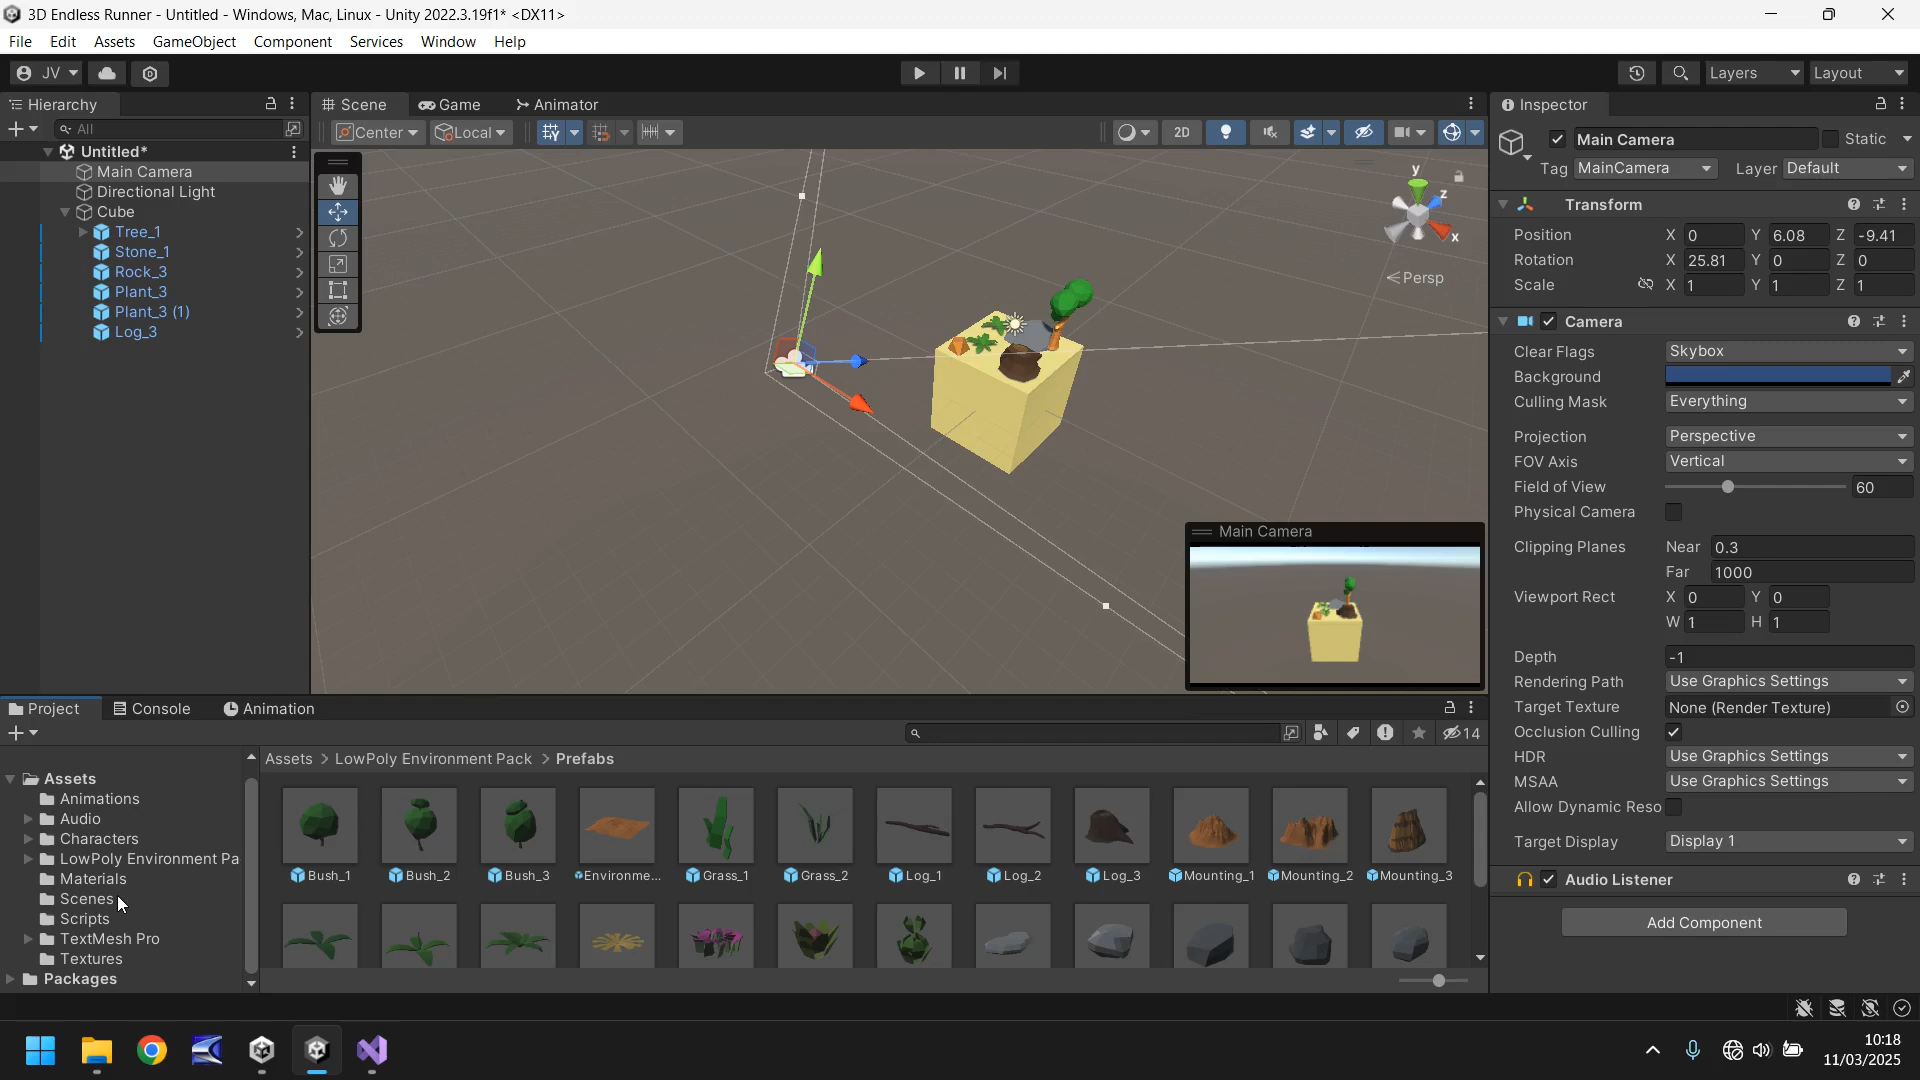 3D Endless Runner - Untitled - Windows, Mac, Linux - Unity 2022.3.19f1* <DX11>
File Edit Assets GameObject Component Services Window Help
JV Layers Layout
Hierarchy
All
Untitled*
Main Camera
Directional Light
Cube
Tree_1
Stone_1
Rock_3
Plant_3
Plant_3 (1)
Log_3
Scene Game Animator
Center Local 2D
y
z
x
Persp
Main Camera
Inspector
Main Camera Static
Tag MainCamera Layer Default
Transform
Position X 0 Y 6.08 Z -9.41
Rotation X 25.81 Y 0 Z 0
Scale X 1 Y 1 Z 1
Camera
Clear Flags Skybox
Background
Culling Mask Everything
Projection Perspective
FOV Axis Vertical
Field of View 60
Physical Camera
Clipping Planes Near 0.3
Far 1000
Viewport Rect X 0 Y 0
W 1 H 1
Depth -1
Rendering Path Use Graphics Settings
Target Texture None (Render Texture)
Occlusion Culling
HDR Use Graphics Settings
MSAA Use Graphics Settings
Allow Dynamic Reso
Target Display Display 1
Audio Listener
Add Component
Project Console Animation
14
Assets
Animations
Audio
Characters
LowPoly Environment Pa
Materials
Scenes
Scripts
TextMesh Pro
Textures
Packages
Assets > LowPoly Environment Pack > Prefabs
Bush_1 Bush_2 Bush_3 Environme... Grass_1 Grass_2 Log_1 Log_2 Log_3 Mounting_1 Mounting_2 Mounting_3
10:18
11/03/2025